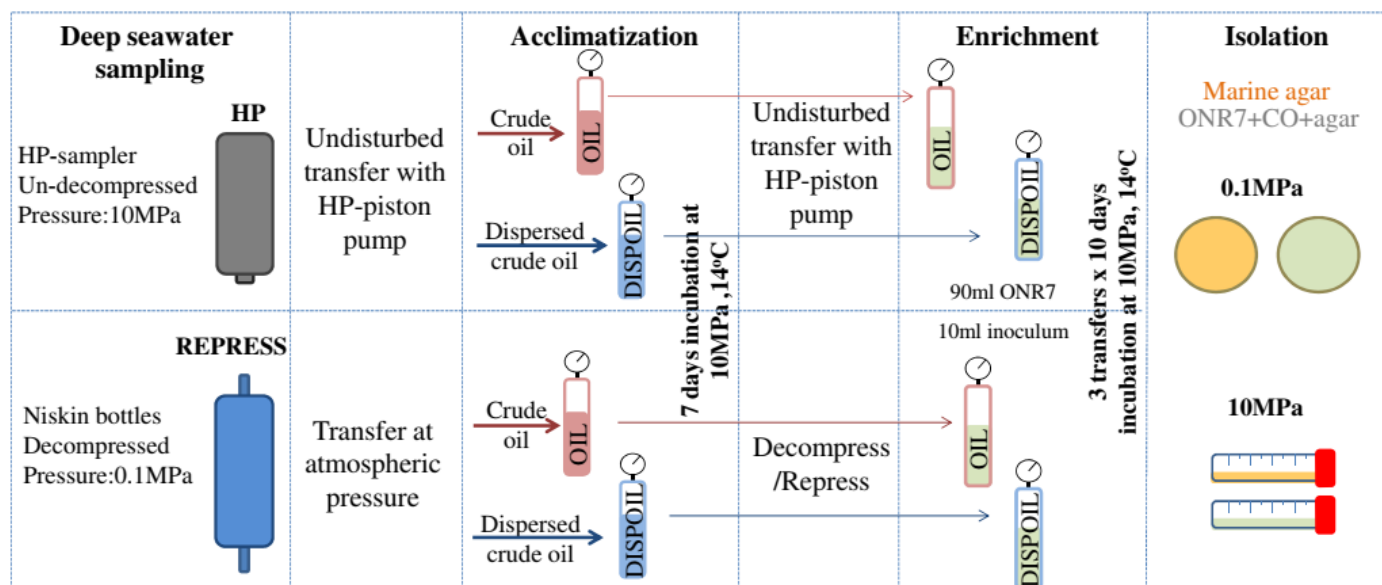 Deep seawater
sampling
HP
HP-sampler
Un-decompressed
Pressure:10MPa
Undisturbed
transfer with
HP-piston
pump
Acclimatization
Crude
oil
OIL
Dispersed
crude oil
DISPOIL
7 days incubation at
10MPa ,14ºC
Undisturbed
transfer with
HP-piston
pump
Enrichment
OIL
DISPOIL
90ml ONR7
10ml inoculum
3 transfers x 10 days
incubation at 10MPa, 14ºC
Isolation
Marine agar
ONR7+CO+agar
0.1MPa
10MPa
REPRESS
Niskin bottles
Decompressed
Pressure:0.1MPa
Transfer at
atmospheric
pressure
Crude
oil
OIL
Dispersed
crude oil
DISPOIL
Decompress
/Repress
OIL
DISPOIL